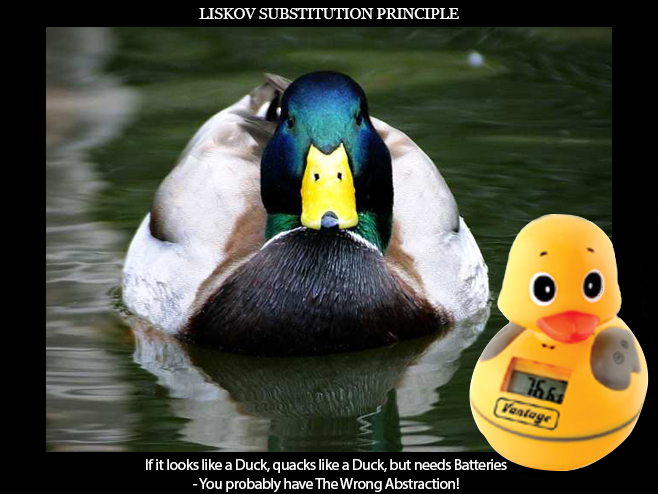 LISKOV SUBSTITUTION PRINCIPLE
76.6
Vantage
If it looks like a Duck, quacks like a Duck, but needs Batteries
- You probably have The Wrong Abstraction!